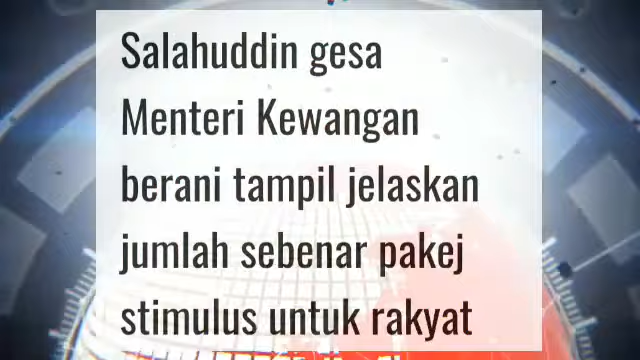 Salahuddin gesa
Menteri Kewangan
berani tampil jelaskan
jumlah sebenar pakej
stimulus untuk rakyat